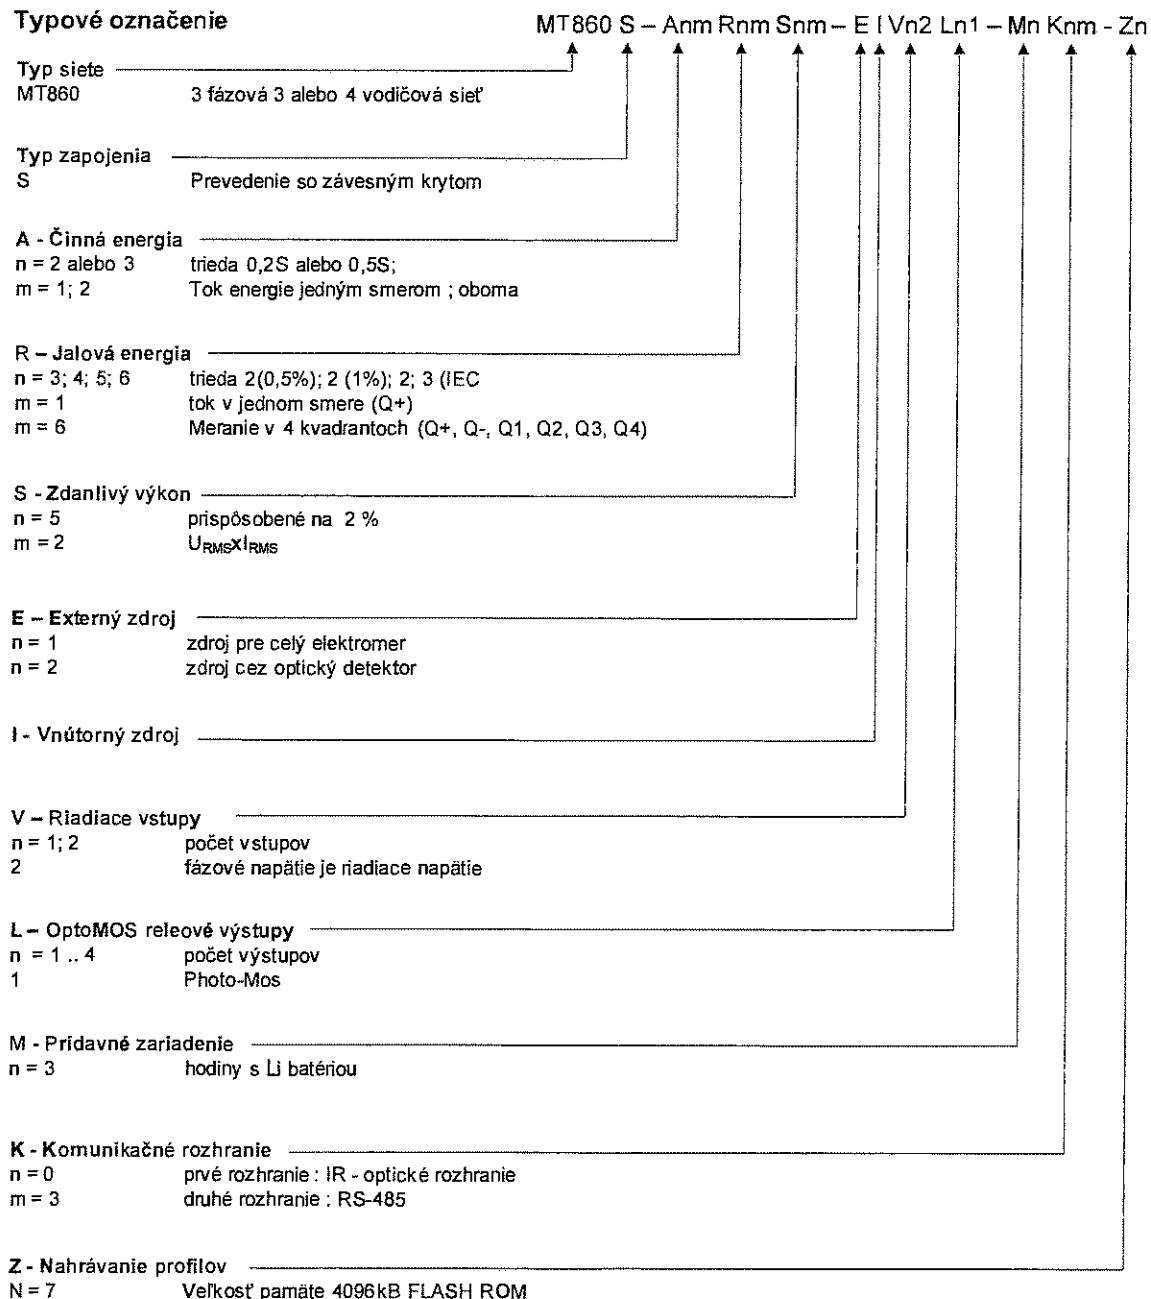 Typové označenie MT860 S – Anm Rnm Snm – E I Vn2 Ln1 – Mn Knm - Zn
Typ siete
MT860 3 fázová 3 alebo 4 vodičová sieť
Typ zapojenia
S Prevedenie so závesným krytom
A - Činná energia
n = 2 alebo 3 trieda 0,2S alebo 0,5S;
m = 1; 2 Tok energie jedným smerom ; oboma
R – Jalová energia
n = 3; 4; 5; 6 trieda 2(0,5%); 2 (1%); 2; 3 (IEC
m = 1 tok v jednom smere (Q+)
m = 6 Meranie v 4 kvadrantoch (Q+, Q-, Q1, Q2, Q3, Q4)
S - Zdanlivý výkon
n = 5 prispôsobené na 2 %
m = 2 URMSxIRMS
E – Externý zdroj
n = 1 zdroj pre celý elektromer
n = 2 zdroj cez optický detektor
I - Vnútorný zdroj
V – Riadiace vstupy
n = 1; 2 počet vstupov
2 fázové napätie je riadiace napätie
L – OptoMOS releové výstupy
n = 1 .. 4 počet výstupov
1 Photo-Mos
M - Prídavné zariadenie
n = 3 hodiny s Li batériou
K - Komunikačné rozhranie
n = 0 prvé rozhranie : IR - optické rozhranie
m = 3 druhé rozhranie : RS-485
Z - Nahrávanie profilov
N = 7 Veľkosť pamäte 4096kB FLASH ROM